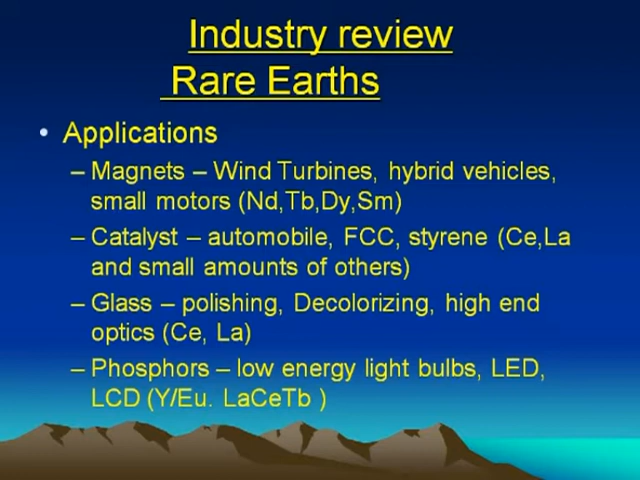 Industry review
Rare Earths
• Applications
– Magnets – Wind Turbines, hybrid vehicles,
small motors (Nd,Tb,Dy,Sm)
– Catalyst – automobile, FCC, styrene (Ce,La
and small amounts of others)
– Glass – polishing, Decolorizing, high end
optics (Ce, La)
– Phosphors – low energy light bulbs, LED,
LCD (Y/Eu. LaCeTb )